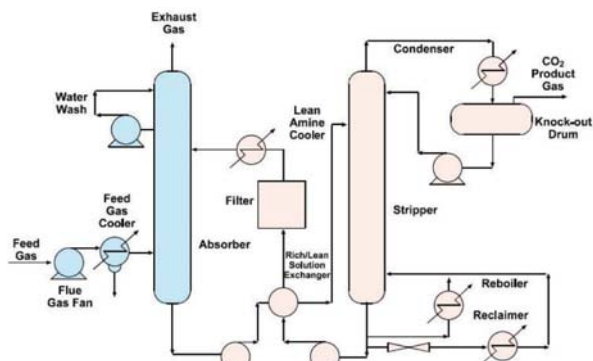 Exhaust
Gas
Condenser
CO₂
Product
Gas
Water
Wash
Lean
Amine
Cooler
Knock-out
Drum
Feed
Gas
Cooler
Filter
Stripper
Feed
Gas
Absorber
Rich/Lean
Solution
Exchanger
Flue
Gas Fan
Reboiler
Reclaimer